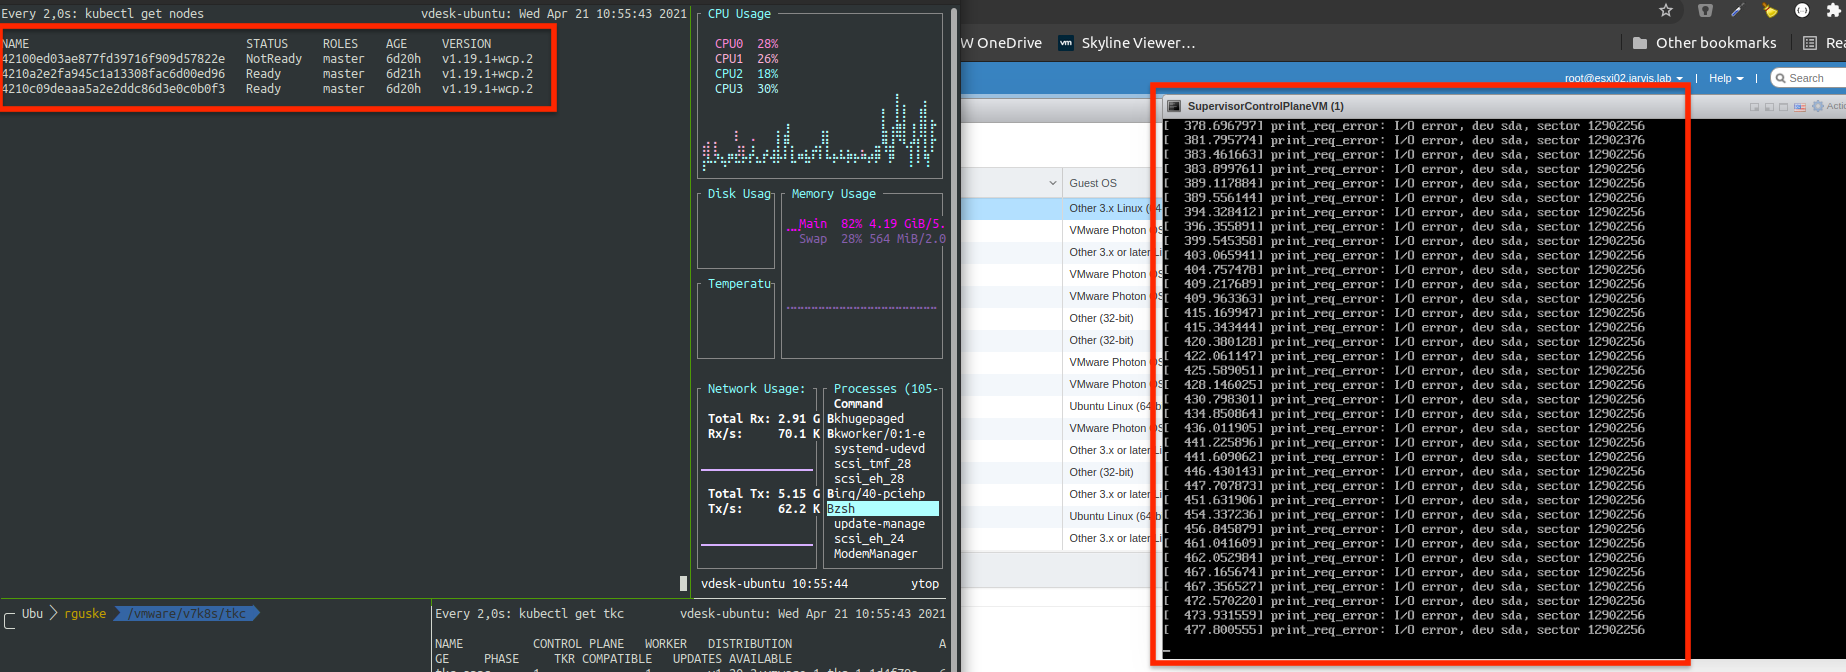 Every 2,0s: kubectl get nodes vdesk-ubuntu: Wed Apr 21 10:55:43 2021
NAME STATUS ROLES AGE VERSION
42100ed03ae877fd39716f909d57822e NotReady master 6d20h v1.19.1+wcp.2
4210a2e2fa945c1a13308fac6d00ed96 Ready master 6d21h v1.19.1+wcp.2
4210c09deaaa5a2e2ddc86d3e0c0b0f3 Ready master 6d20h v1.19.1+wcp.2
CPU Usage
CPU0 28%
CPU1 26%
CPU2 18%
CPU3 30%
Disk Usag
Memory Usage
Main 82% 4.19 GiB/5.
Swap 28% 564 MiB/2.0
Temperatu
Network Usage:
Total Rx: 2.91 G
Rx/s: 70.1 K
Total Tx: 5.15 G
Tx/s: 62.2 K
Processes (105-
Command
Bkhugepaged
Bkworker/0:1-e
systemd-udevd
scsi_tmf_28
scsi_eh_28
Birq/40-pciehp
Bzsh
update-manage
scsi_eh_24
ModemManager
vdesk-ubuntu 10:55:44 ytop
Ubu rguske /vmware/v7k8s/tkc
Every 2,0s: kubectl get tkc vdesk-ubuntu: Wed Apr 21 10:55:43 2021
NAME CONTROL PLANE WORKER DISTRIBUTION A
GE PHASE TKR COMPATIBLE UPDATES AVAILABLE
W OneDrive
vm Skyline Viewer…
Other bookmarks
Rea
root@esxi02.jarvis.lab | Help | Search
SupervisorControlPlaneVM (1)
Actio
Guest OS
Other 3.x Linux (64
VMware Photon OS
Other 3.x or later Li
VMware Photon OS
VMware Photon OS
Other (32-bit)
Other (32-bit)
VMware Photon OS
VMware Photon OS
Ubuntu Linux (64-b
VMware Photon OS
Other 3.x or later Li
Other (32-bit)
Other 3.x or later Li
Ubuntu Linux (64-b
Other 3.x or later Li
[ 378.696797] print_req_error: I/O error, dev sda, sector 12902256
[ 381.795774] print_req_error: I/O error, dev sda, sector 12902376
[ 383.461663] print_req_error: I/O error, dev sda, sector 12902256
[ 383.899761] print_req_error: I/O error, dev sda, sector 12902256
[ 389.117884] print_req_error: I/O error, dev sda, sector 12902256
[ 389.556144] print_req_error: I/O error, dev sda, sector 12902256
[ 394.328412] print_req_error: I/O error, dev sda, sector 12902256
[ 396.355891] print_req_error: I/O error, dev sda, sector 12902256
[ 399.545358] print_req_error: I/O error, dev sda, sector 12902256
[ 403.065941] print_req_error: I/O error, dev sda, sector 12902256
[ 404.757478] print_req_error: I/O error, dev sda, sector 12902256
[ 409.217689] print_req_error: I/O error, dev sda, sector 12902256
[ 409.963363] print_req_error: I/O error, dev sda, sector 12902256
[ 415.169947] print_req_error: I/O error, dev sda, sector 12902256
[ 415.343444] print_req_error: I/O error, dev sda, sector 12902256
[ 420.380128] print_req_error: I/O error, dev sda, sector 12902256
[ 422.061147] print_req_error: I/O error, dev sda, sector 12902256
[ 425.589051] print_req_error: I/O error, dev sda, sector 12902256
[ 428.146025] print_req_error: I/O error, dev sda, sector 12902256
[ 430.798301] print_req_error: I/O error, dev sda, sector 12902256
[ 434.850864] print_req_error: I/O error, dev sda, sector 12902256
[ 436.011905] print_req_error: I/O error, dev sda, sector 12902256
[ 441.225896] print_req_error: I/O error, dev sda, sector 12902256
[ 441.609062] print_req_error: I/O error, dev sda, sector 12902256
[ 446.430143] print_req_error: I/O error, dev sda, sector 12902256
[ 447.707873] print_req_error: I/O error, dev sda, sector 12902256
[ 451.631906] print_req_error: I/O error, dev sda, sector 12902256
[ 454.337236] print_req_error: I/O error, dev sda, sector 12902256
[ 456.845879] print_req_error: I/O error, dev sda, sector 12902256
[ 461.041609] print_req_error: I/O error, dev sda, sector 12902256
[ 462.052984] print_req_error: I/O error, dev sda, sector 12902256
[ 467.165674] print_req_error: I/O error, dev sda, sector 12902256
[ 467.356527] print_req_error: I/O error, dev sda, sector 12902256
[ 472.570220] print_req_error: I/O error, dev sda, sector 12902256
[ 473.931559] print_req_error: I/O error, dev sda, sector 12902256
[ 477.800555] print_req_error: I/O error, dev sda, sector 12902256